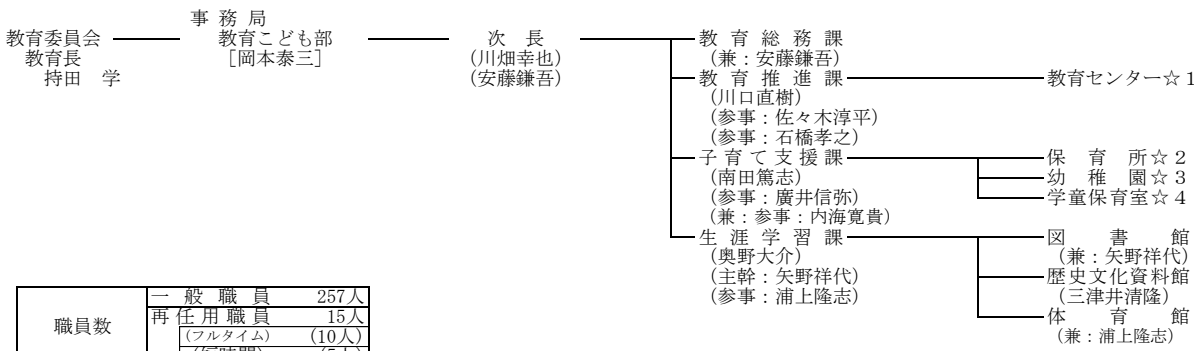 事 務 局
教育委員会
教育長
持田 学
教育こども部
[岡本泰三]
次 長
(川畑幸也)
(安藤鎌吾)
教 育 総 務 課
(兼:安藤鎌吾)
教 育 推 進 課
(川口直樹)
(参事:佐々木淳平)
(参事:石橋孝之)
教育センター☆1
子 育 て 支 援 課
(南田篤志)
(参事:廣井信弥)
(兼:参事:内海寛貴)
保 育 所☆2
幼 稚 園☆3
学童保育室☆4
生 涯 学 習 課
(奥野大介)
(主幹:矢野祥代)
(参事:浦上隆志)
図 書 館
(兼:矢野祥代)
歴史文化資料館
(三津井清隆)
体 育 館
(兼:浦上隆志)
職員数
一 般 職 員 257人
再 任 用 職 員 15人
(フルタイム) (10人)
(短時間) (5人)